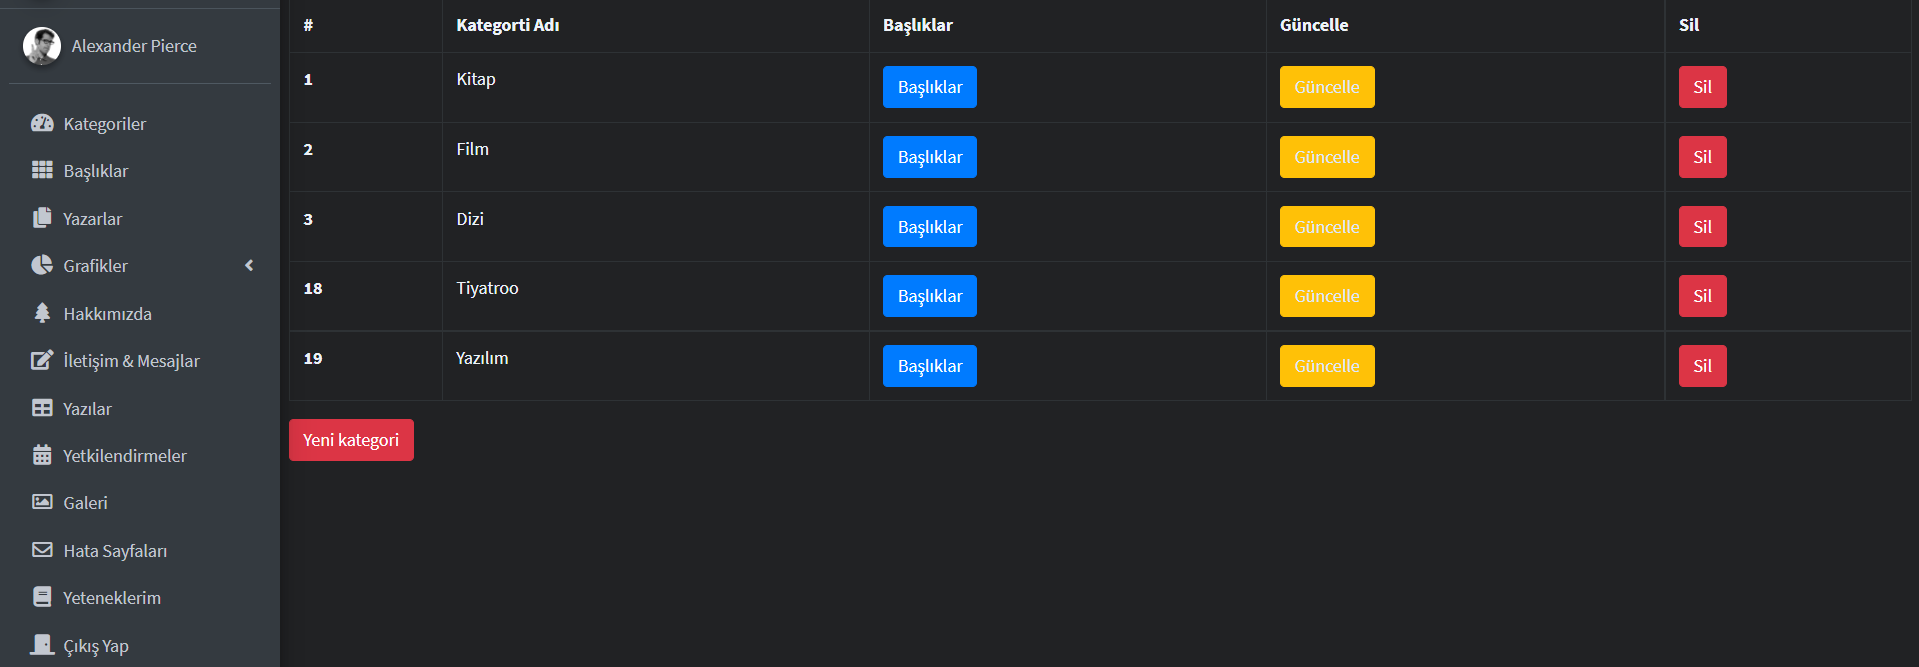 Alexander Pierce
Kategoriler
Başlıklar
Yazarlar
Grafikler
Hakkımızda
İletişim & Mesajlar
Yazılar
Yetkilendirmeler
Galeri
Hata Sayfaları
Yeteneklerim
Çıkış Yap
# Kategorti Adı Başlıklar Güncelle Sil
1 Kitap Başlıklar Güncelle Sil
2 Film Başlıklar Güncelle Sil
3 Dizi Başlıklar Güncelle Sil
18 Tiyatroo Başlıklar Güncelle Sil
19 Yazılım Başlıklar Güncelle Sil
Yeni kategori